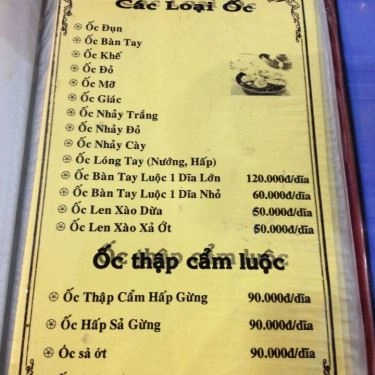 Các Loại Ốc
Ốc Đụn
Ốc Bàn Tay
Ốc Khế
Ốc Đỏ
Ốc Mỡ
Ốc Giác
Ốc Nhảy Trắng
Ốc Nhảy Đỏ
Ốc Nhảy Cày
Ốc Lóng Tay (Nướng, Hấp)
Ốc Bàn Tay Luộc 1 Dĩa Lớn 120.000đ/dĩa
Ốc Bàn Tay Luộc 1 Dĩa Nhỏ 60.000đ/dĩa
Ốc Len Xào Dừa 50.000đ/dĩa
Ốc Len Xào Xả Ớt 50.000đ/dĩa
Ốc thập cẩm luộc
Ốc Thập Cẩm Hấp Gừng 90.000đ/dĩa
Ốc Hấp Sả Gừng 90.000đ/dĩa
Ốc sả ớt 90.000đ/dĩa